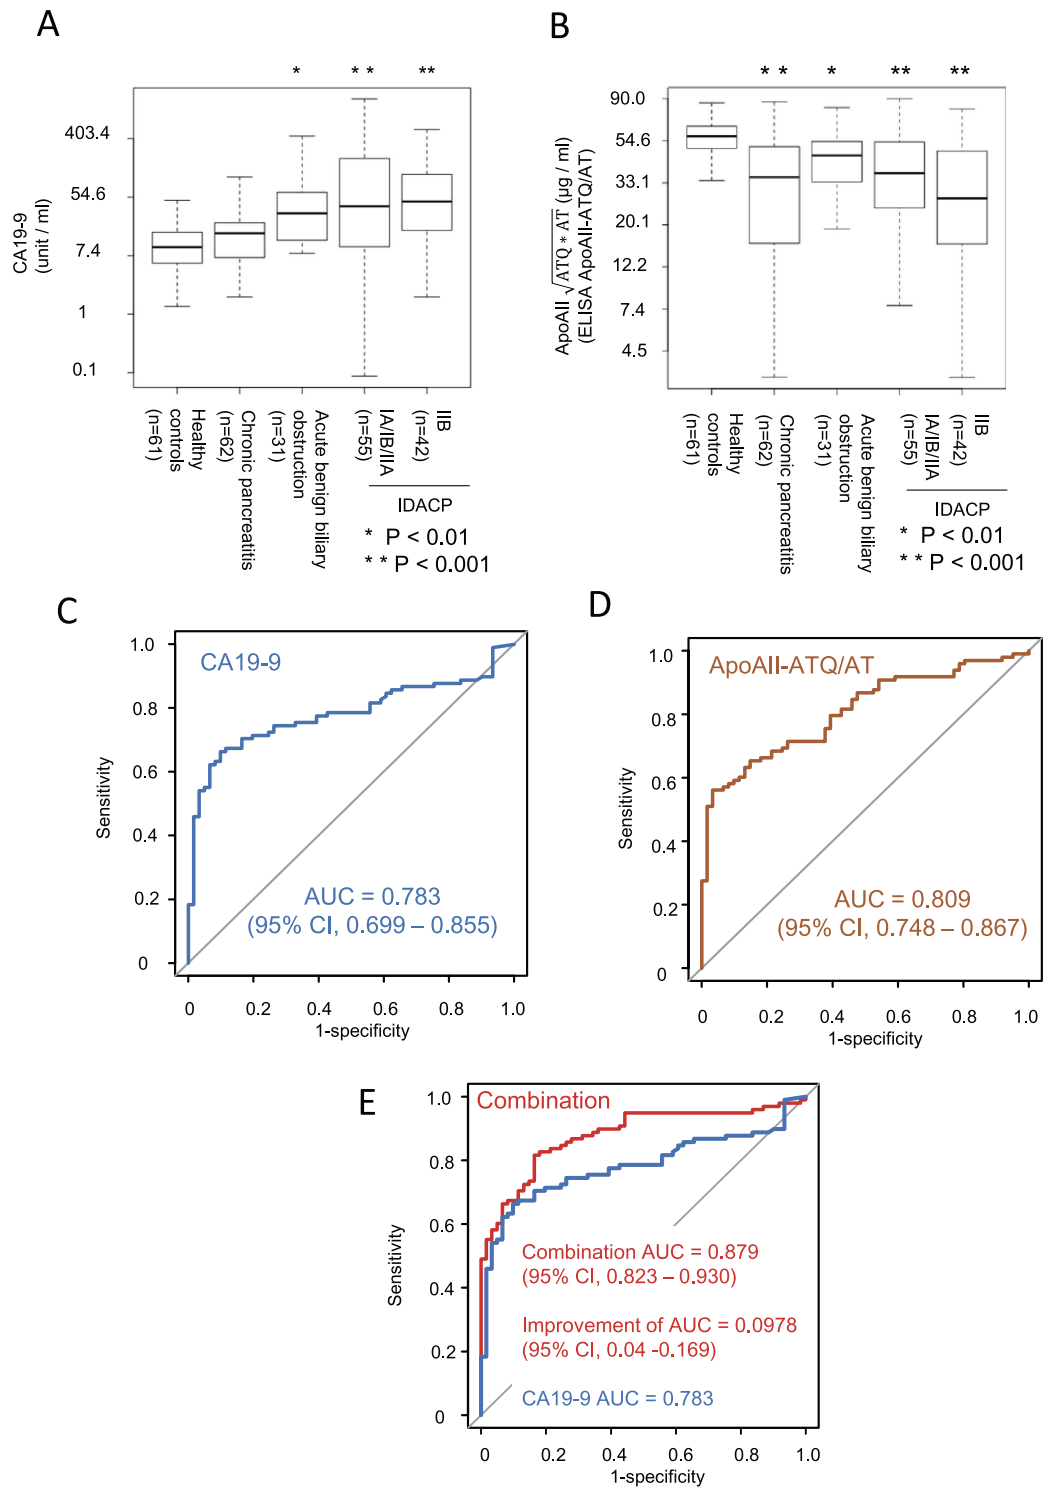 A
* ** **
403.4
54.6
7.4
1
0.1
CA19-9
(unit / ml)
Healthy
controls
(n=61)
Chronic pancreatitis
(n=62)
Acute benign biliary
obstruction
(n=31)
IA/IB/IIA
(n=55)
IIB
(n=42)
IDACP
* P < 0.01
** P < 0.001
B
** * ** **
90.0
54.6
33.1
20.1
12.2
7.4
4.5
ApoAII √ATQ * AT (μg / ml)
(ELISA ApoAII-ATQ/AT)
Healthy
controls
(n=61)
Chronic pancreatitis
(n=62)
Acute benign biliary
obstruction
(n=31)
IA/IB/IIA
(n=55)
IIB
(n=42)
IDACP
* P < 0.01
** P < 0.001
C
CA19-9
1.0
0.8
0.6
0.4
0.2
0
Sensitivity
AUC = 0.783
(95% CI, 0.699 – 0.855)
0 0.2 0.4 0.6 0.8 1.0
1-specificity
D
ApoAII-ATQ/AT
1.0
0.8
0.6
0.4
0.2
0
Sensitivity
AUC = 0.809
(95% CI, 0.748 – 0.867)
0 0.2 0.4 0.6 0.8 1.0
1-specificity
E
Combination
1.0
0.8
0.6
0.4
0.2
0
Sensitivity
Combination AUC = 0.879
(95% CI, 0.823 – 0.930)
Improvement of AUC = 0.0978
(95% CI, 0.04 -0.169)
CA19-9 AUC = 0.783
0 0.2 0.4 0.6 0.8 1.0
1-specificity